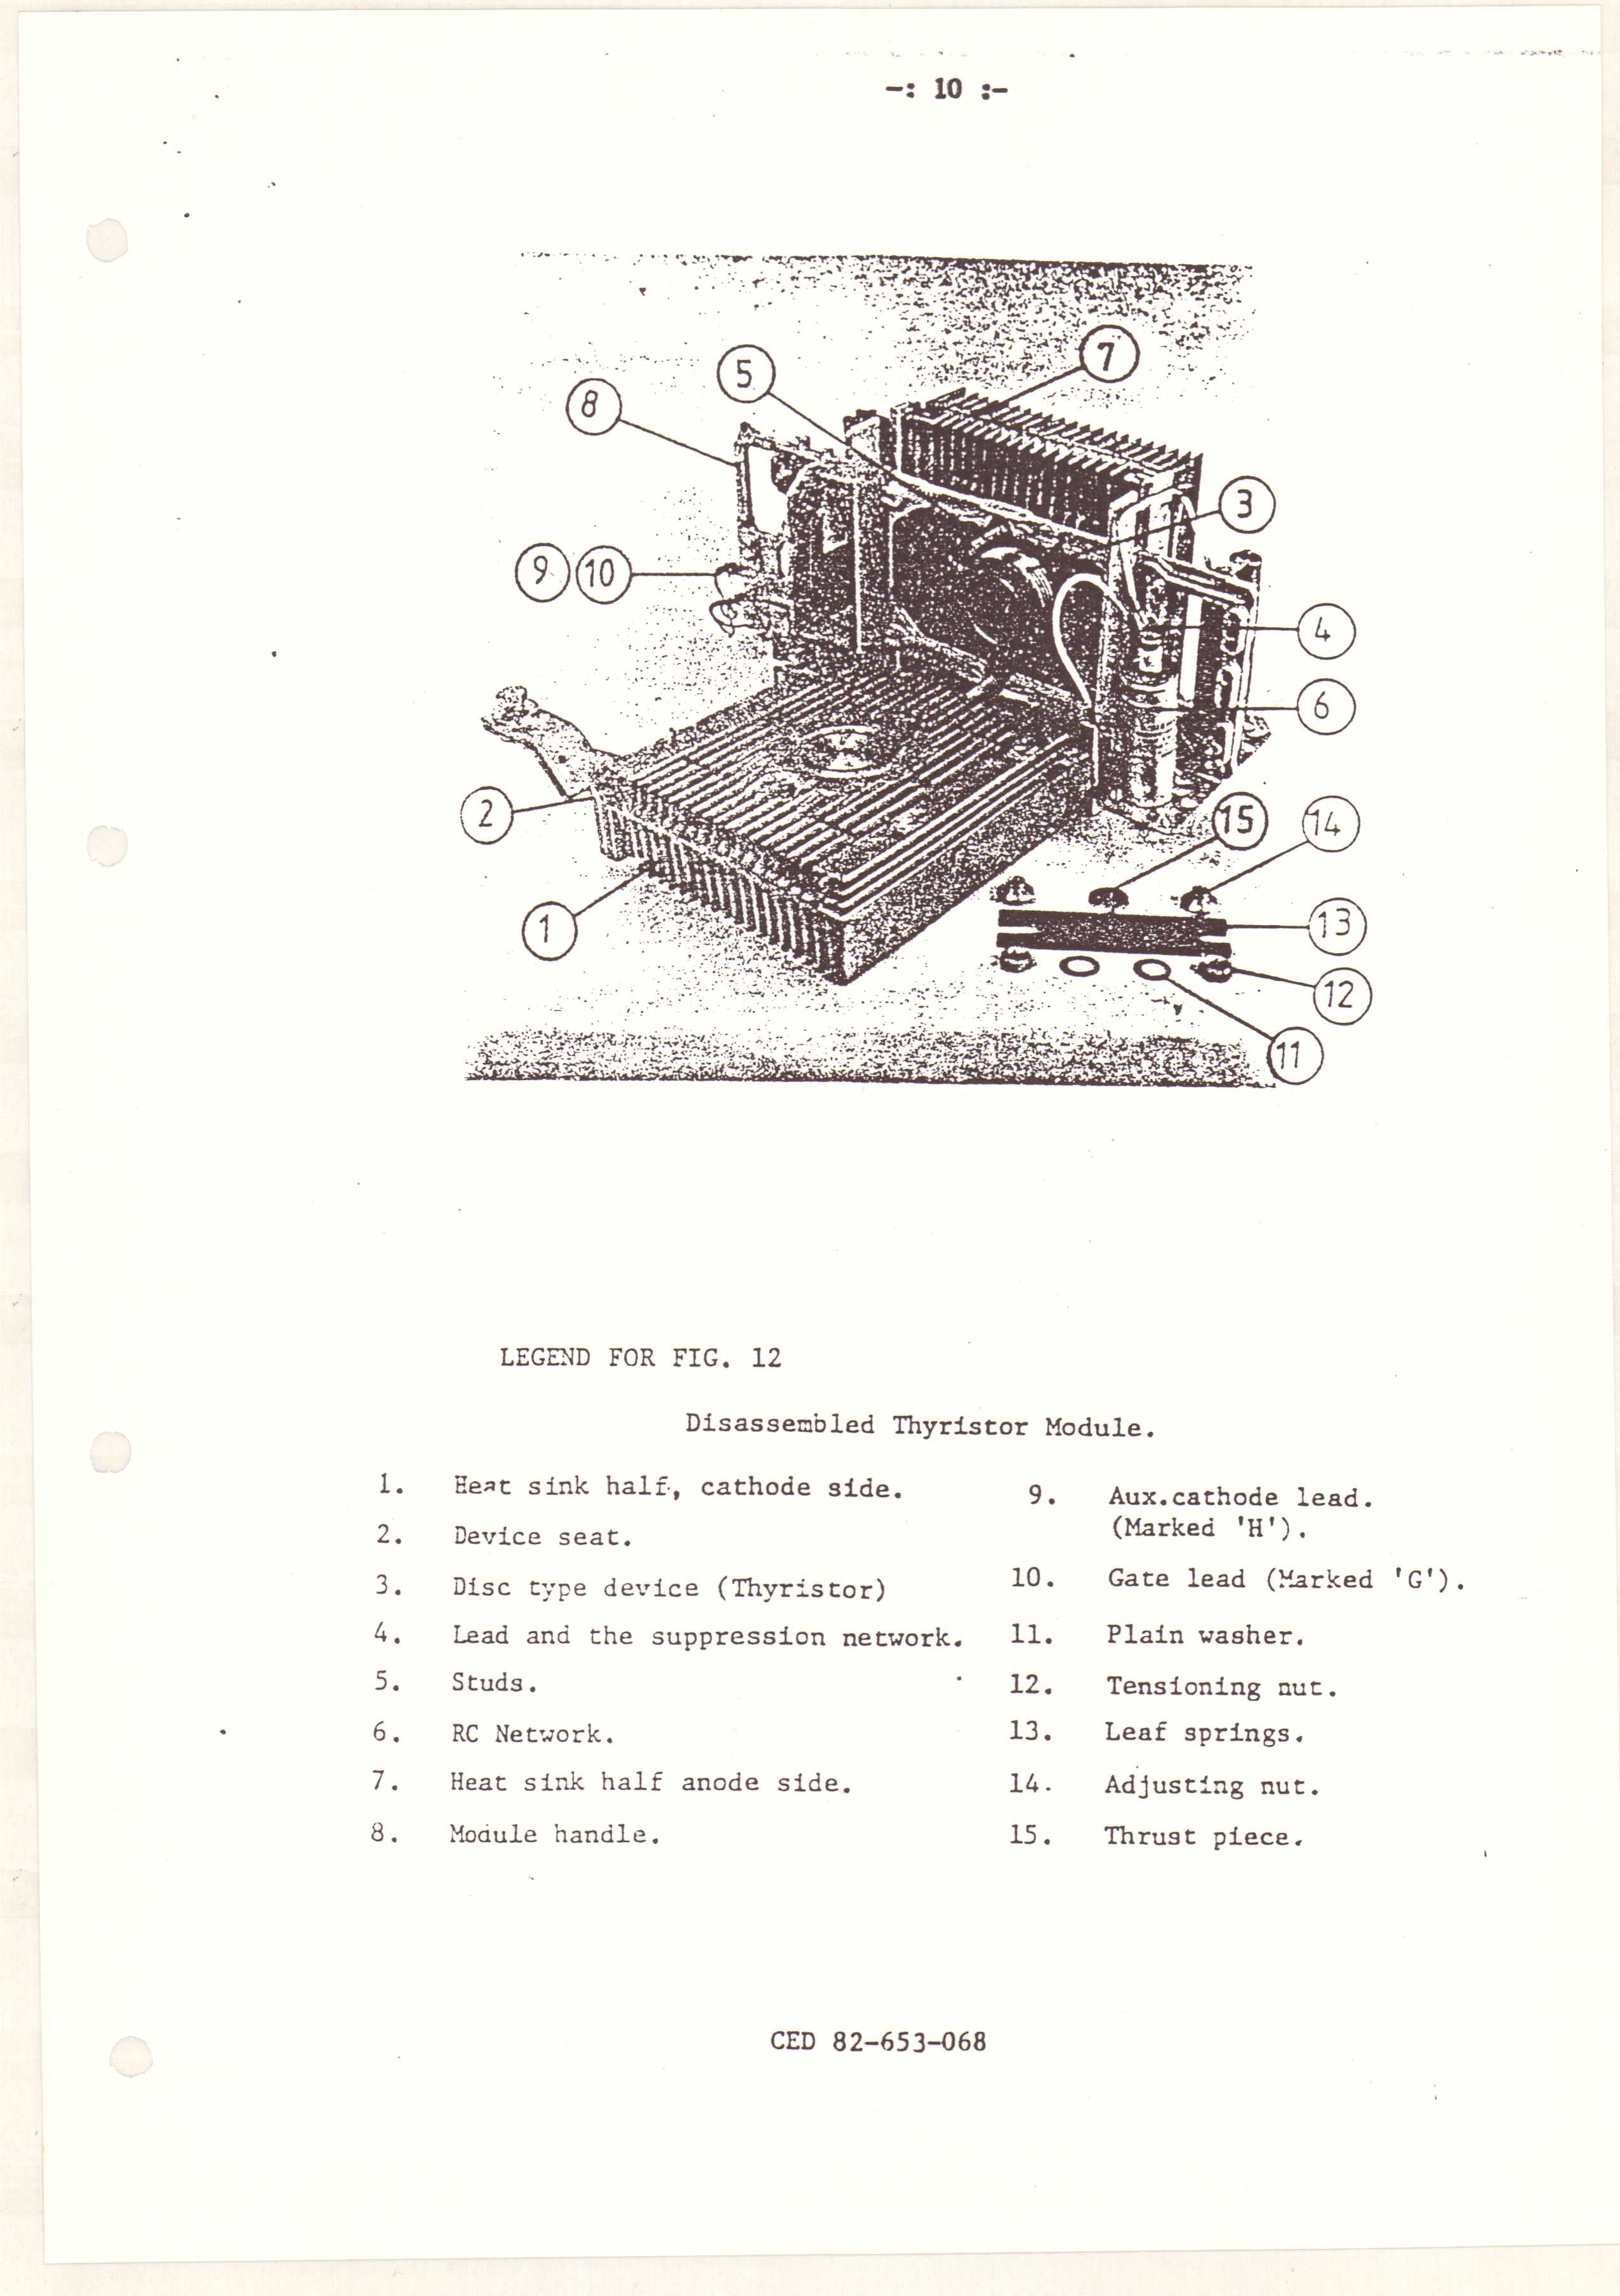 -: 10 :-
7
5
8
3
9 10
4
6
2
15
14
1
13
12
11
LEGEND FOR FIG. 12
Disassembled Thyristor Module.
1. Heat sink half, cathode side.
2. Device seat.
3. Disc type device (Thyristor)
4. Lead and the suppression network.
5. Studs.
6. RC Network.
7. Heat sink half anode side.
8. Module handle.
9. Aux.cathode lead.
(Marked 'H').
10. Gate lead (Marked 'G').
11. Plain washer.
12. Tensioning nut.
13. Leaf springs.
14. Adjusting nut.
15. Thrust piece.
CED 82-653-068